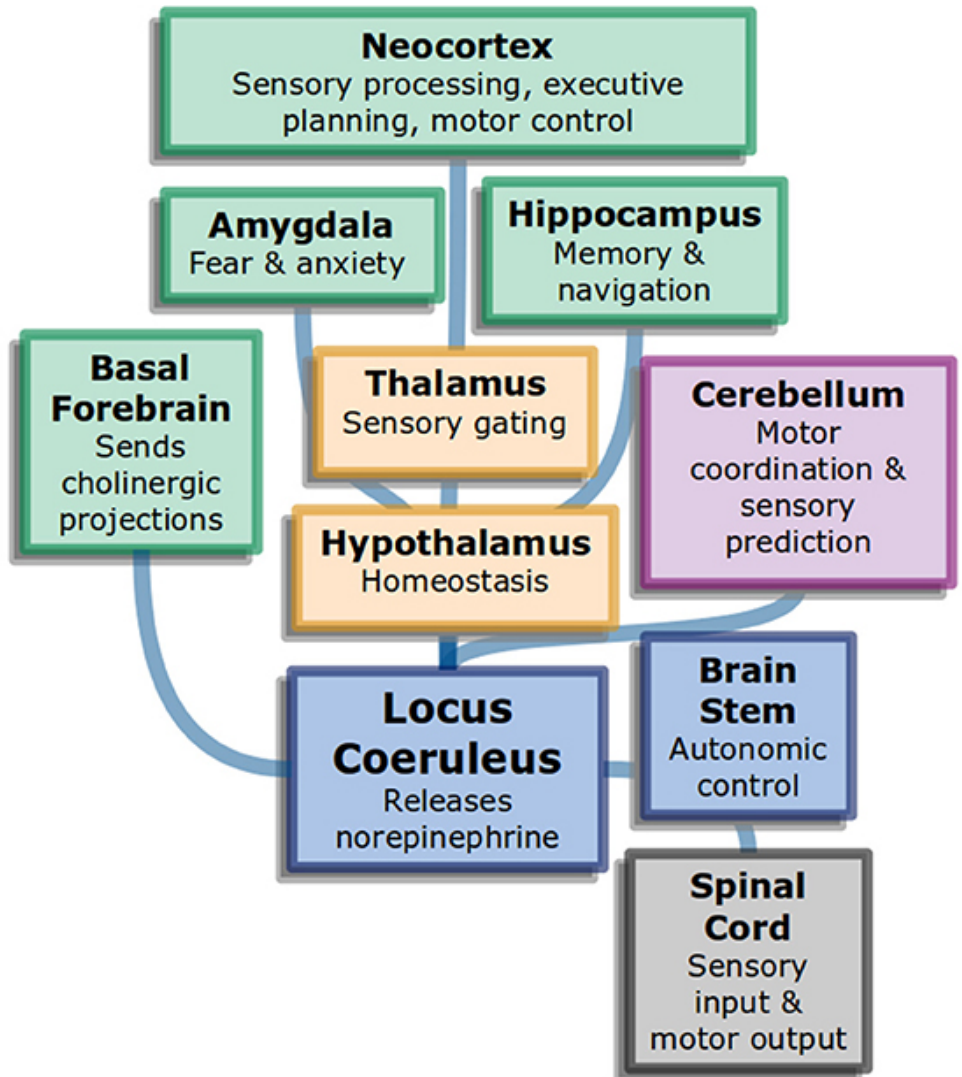 Neocortex
Sensory processing, executive
planning, motor control
Amygdala
Fear & anxiety
Hippocampus
Memory &
navigation
Basal
Forebrain
Sends
cholinergic
projections
Thalamus
Sensory gating
Cerebellum
Motor
coordination &
sensory
prediction
Hypothalamus
Homeostasis
Locus
Coeruleus
Releases
norepinephrine
Brain
Stem
Autonomic
control
Spinal
Cord
Sensory
input &
motor output